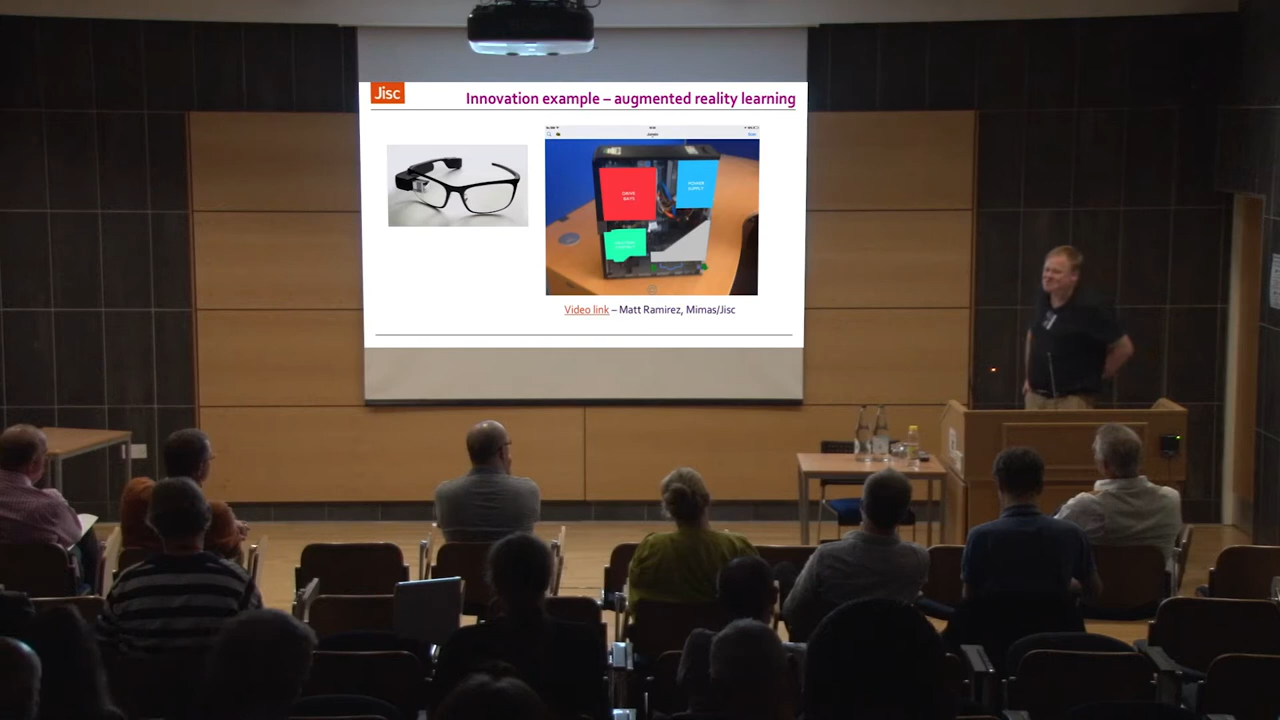 Jisc
Innovation example – augmented reality learning
DRIVE
BAYS
POWER
SUPPLY
Video link – Matt Ramirez, Mimas/Jisc